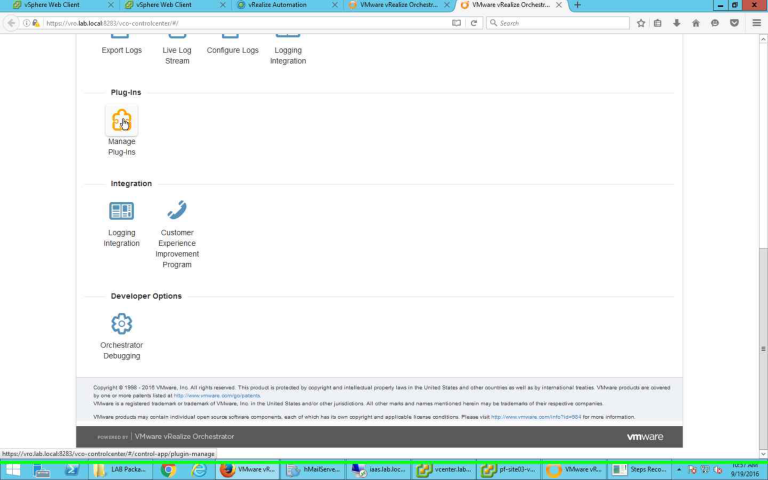 vSphere Web Client
vSphere Web Client
vRealize Automation
VMware vRealize Orchestr...
VMware vRealize Orchestr...
https://vro.lab.local:8283/vco-controlcenter/#/
Search
Export Logs
Live Log Stream
Configure Logs
Logging Integration
Plug-Ins
Manage Plug-Ins
Integration
Logging Integration
Customer Experience Improvement Program
Developer Options
Orchestrator Debugging
Copyright © 1998 - 2016 VMware, Inc. All rights reserved. This product is protected by copyright and intellectual property laws in the United States and other countries as well as by international treaties. VMware products are covered
by one or more patents listed at http://www.vmware.com/go/patents.
VMware is a registered trademark or trademark of VMware, Inc. in the United States and/or other jurisdictions. All other marks and names mentioned herein may be trademarks of their respective companies.
VMware products may contain individual open source software components, each of which has its own copyright and applicable license conditions. Please visit http://www.vmware.com/info?id=984 for more information.
POWERED BY | VMware vRealize Orchestrator
vmware
https://vro.lab.local:8283/vco-controlcenter/#/control-app/plugin-manage
LAB Packa...
VMware vR...
hMailServe...
iaas.lab.loc...
vcenter.lab...
pf-site03-v...
VMware vR...
Steps Reco...
10:57 AM
9/19/2016